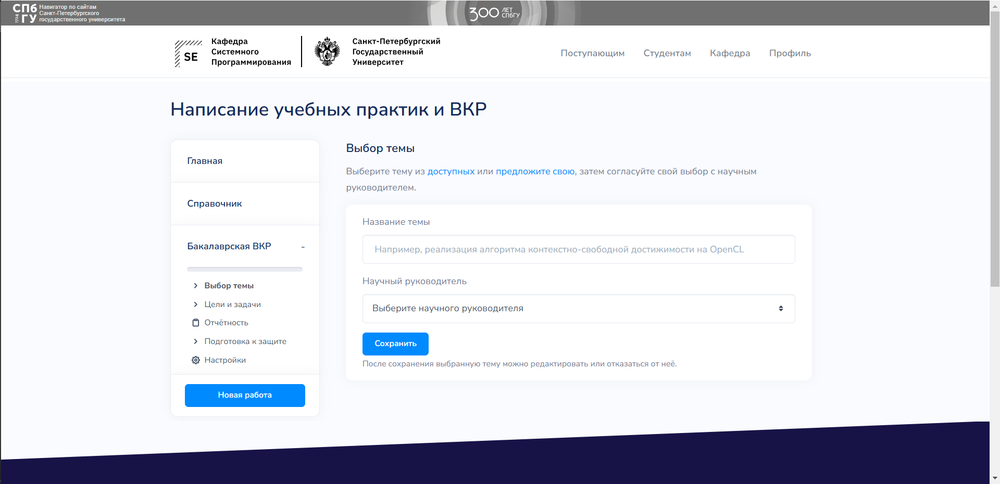 СПбГУ 1724
Навигатор по сайтам
Санкт-Петербургского
государственного университета
300 ЛЕТ СПБГУ
SE
Кафедра
Системного
Программирования
Санкт-Петербургский
Государственный
Университет
Поступающим Студентам Кафедра Профиль
Написание учебных практик и ВКР
Главная
Справочник
Бакалаврская ВКР -
Выбор темы
Цели и задачи
Отчётность
Подготовка к защите
Настройки
Новая работа
Выбор темы
Выберите тему из доступных или предложите свою, затем согласуйте свой выбор с научным
руководителем.
Название темы
Например, реализация алгоритма контекстно-свободной достижимости на OpenCL
Научный руководитель
Выберите научного руководителя
Сохранить
После сохранения выбранную тему можно редактировать или отказаться от неё.